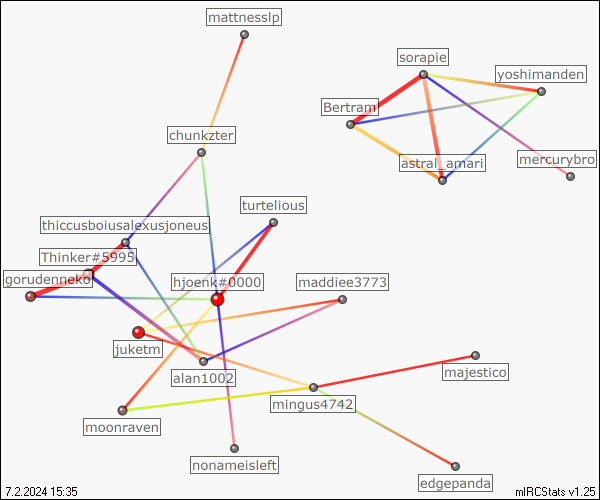 mattnesslp
sorapie
yoshimanden
Bertram
chunkzter
astral_amari
mercurybro
turtelious
thiccusboiusalexusjoneus
Thinker#5995
gorudenneko
hjoenk#0000
maddiee3773
juketm
alan1002
majestico
mingus4742
moonraven
nonameisleft
edgepanda
7.2.2024 15:35
mIRCStats v1.25